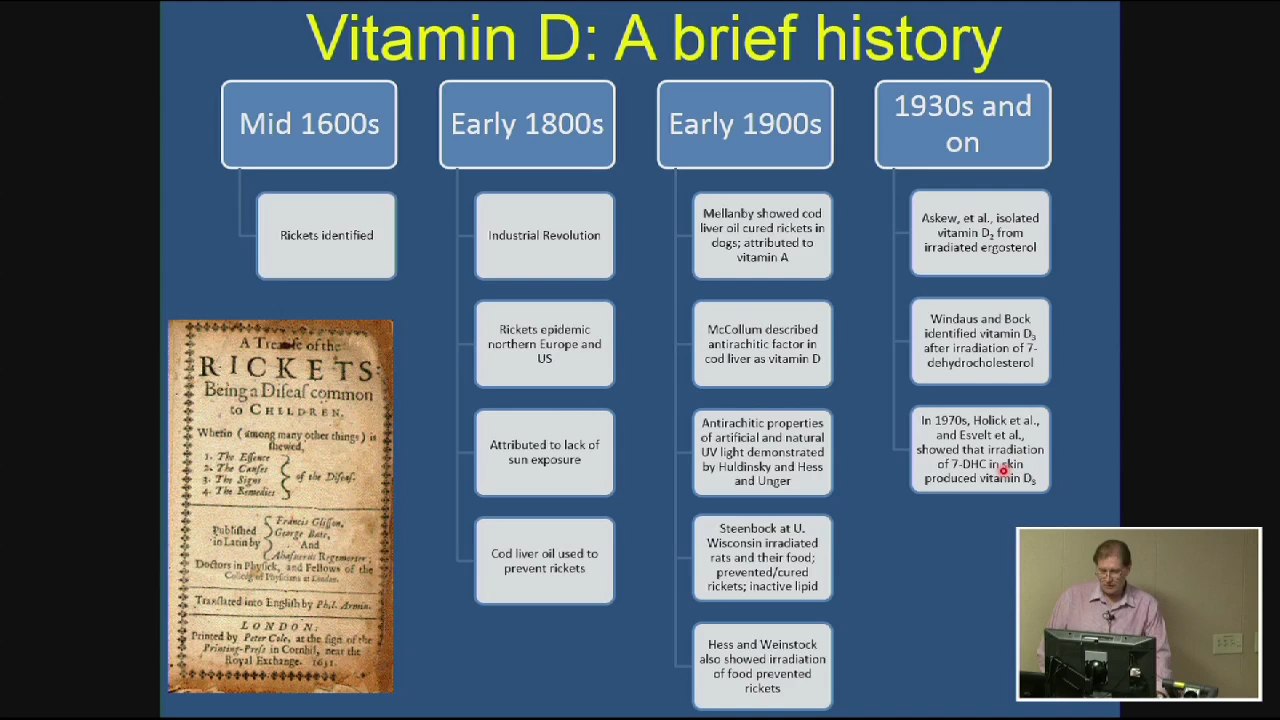 Vitamin D: A brief history
Mid 1600s
Rickets identified
Early 1800s
Industrial Revolution
Rickets epidemic
northern Europe and
US
Attributed to lack of
sun exposure
Cod liver oil used to
prevent rickets
Early 1900s
Mellanby showed cod
liver oil cured rickets in
dogs; attributed to
vitamin A
McCollum described
antirachitic factor in
cod liver as vitamin D
Antirachitic properties
of artificial and natural
UV light demonstrated
by Huldinsky and Hess
and Unger
Steenbock at U.
Wisconsin irradiated
rats and their food;
prevented/cured
rickets; inactive lipid
Hess and Weinstock
also showed irradiation
of food prevented
rickets
1930s and
on
Askew, et al., isolated
vitamin D₂ from
irradiated ergosterol
Windaus and Bock
identified vitamin D₃
after irradiation of 7-
dehydrocholesterol
In 1970s, Holick et al.,
and Esvelt et al.,
showed that irradiation
of 7-DHC in skin
produced vitamin D₃
A Treatise of the
RICKETS:
Being a Diseas common
to CHILDREN.
Wherin (among many other things) is
shewed,
1. The Essence
2. The Causes
3. The Signs
4. The Remedies
of the Diseas.
Published
in Latin by
Francis Glisson,
George Bate,
And
Ahasuerus Regemorter;
Doctors in Physick, and Fellows of the
Colledg of Physicians at London.
Translated into English by Phil. Armin.
LONDON:
Printed by Peter Cole, at the sign of the
Printing-Press in Cornhil, near the
Royal Exchange. 1651.